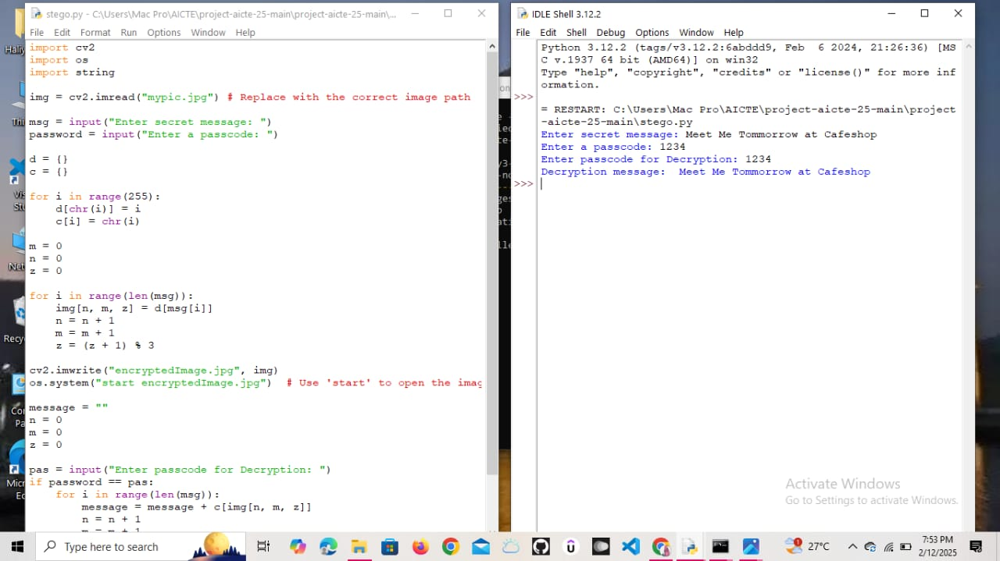 stego.py - C:\Users\Mac Pro\AICTE\project-aicte-25-main\project-aicte-25-main\...
File Edit Format Run Options Window Help
import cv2
import os
import string
img = cv2.imread("mypic.jpg") # Replace with the correct image path
msg = input("Enter secret message: ")
password = input("Enter a passcode: ")
d = {}
c = {}
for i in range(255):
    d[chr(i)] = i
    c[i] = chr(i)
m = 0
n = 0
z = 0
for i in range(len(msg)):
    img[n, m, z] = d[msg[i]]
    n = n + 1
    m = m + 1
    z = (z + 1) % 3
cv2.imwrite("encryptedImage.jpg", img)
os.system("start encryptedImage.jpg")  # Use 'start' to open the imag
message = ""
n = 0
m = 0
z = 0
pas = input("Enter passcode for Decryption: ")
if password == pas:
    for i in range(len(msg)):
        message = message + c[img[n, m, z]]
        n = n + 1
        m = m + 1
IDLE Shell 3.12.2
File Edit Shell Debug Options Window Help
Python 3.12.2 (tags/v3.12.2:6abddd9, Feb  6 2024, 21:26:36) [MS
C v.1937 64 bit (AMD64)] on win32
Type "help", "copyright", "credits" or "license()" for more inf
ormation.
>>>
= RESTART: C:\Users\Mac Pro\AICTE\project-aicte-25-main\project
-aicte-25-main\stego.py
Enter secret message: Meet Me Tommorrow at Cafeshop
Enter a passcode: 1234
Enter passcode for Decryption: 1234
Decryption message:  Meet Me Tommorrow at Cafeshop
>>>
Activate Windows
Go to Settings to activate Windows.
Type here to search
27°C
7:53 PM
2/12/2025